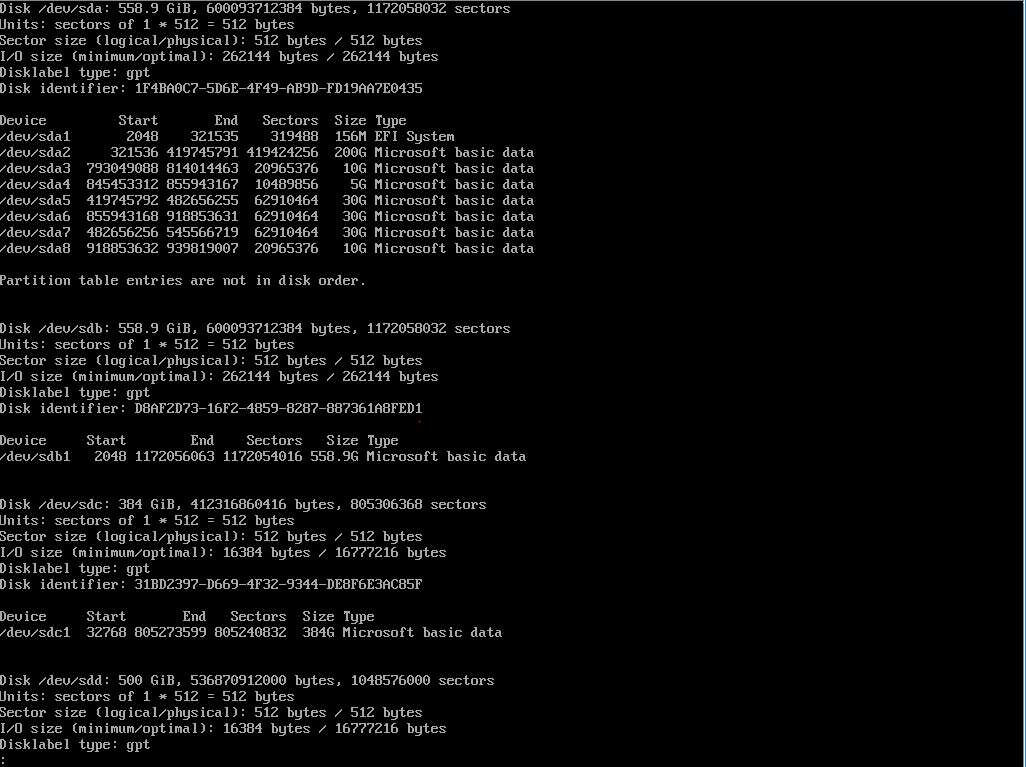 Disk /dev/sda: 558.9 GiB, 600093712384 bytes, 1172058032 sectors
Units: sectors of 1 * 512 = 512 bytes
Sector size (logical/physical): 512 bytes / 512 bytes
I/O size (minimum/optimal): 262144 bytes / 262144 bytes
Disklabel type: gpt
Disk identifier: 1F4BA0C7-5D6E-4F49-AB9D-FD19AA7E0435
Device Start End Sectors Size Type
/dev/sda1 2048 321535 319488 156M EFI System
/dev/sda2 321536 419745791 419424256 200G Microsoft basic data
/dev/sda3 793049088 814014463 20965376 10G Microsoft basic data
/dev/sda4 845453312 855943167 10489856 5G Microsoft basic data
/dev/sda5 419745792 482656255 62910464 30G Microsoft basic data
/dev/sda6 855943168 918853631 62910464 30G Microsoft basic data
/dev/sda7 482656256 545566719 62910464 30G Microsoft basic data
/dev/sda8 918853632 939819007 20965376 10G Microsoft basic data
Partition table entries are not in disk order.
Disk /dev/sdb: 558.9 GiB, 600093712384 bytes, 1172058032 sectors
Units: sectors of 1 * 512 = 512 bytes
Sector size (logical/physical): 512 bytes / 512 bytes
I/O size (minimum/optimal): 262144 bytes / 262144 bytes
Disklabel type: gpt
Disk identifier: D8AF2D73-16F2-4859-8287-887361A8FED1
Device Start End Sectors Size Type
/dev/sdb1 2048 1172056063 1172054016 558.9G Microsoft basic data
Disk /dev/sdc: 384 GiB, 412316860416 bytes, 805306368 sectors
Units: sectors of 1 * 512 = 512 bytes
Sector size (logical/physical): 512 bytes / 512 bytes
I/O size (minimum/optimal): 16384 bytes / 16777216 bytes
Disklabel type: gpt
Disk identifier: 31BD2397-D669-4F32-9344-DE8F6E3AC85F
Device Start End Sectors Size Type
/dev/sdc1 32768 805273599 805240832 384G Microsoft basic data
Disk /dev/sdd: 500 GiB, 536870912000 bytes, 1048576000 sectors
Units: sectors of 1 * 512 = 512 bytes
Sector size (logical/physical): 512 bytes / 512 bytes
I/O size (minimum/optimal): 16384 bytes / 16777216 bytes
Disklabel type: gpt
: